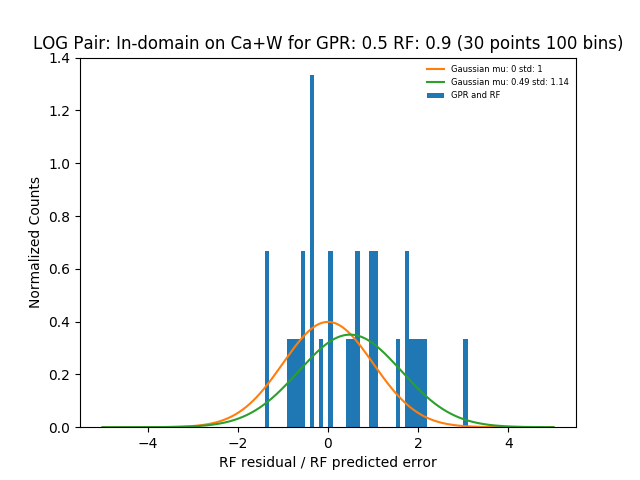 LOG Pair: In-domain on Ca+W for GPR: 0.5 RF: 0.9 (30 points 100 bins)
Gaussian mu: 0 std: 1
Gaussian mu: 0.49 std: 1.14
GPR and RF
Normalized Counts
1.4
1.2
1.0
0.8
0.6
0.4
0.2
0.0
−4 −2 0 2 4
RF residual / RF predicted error